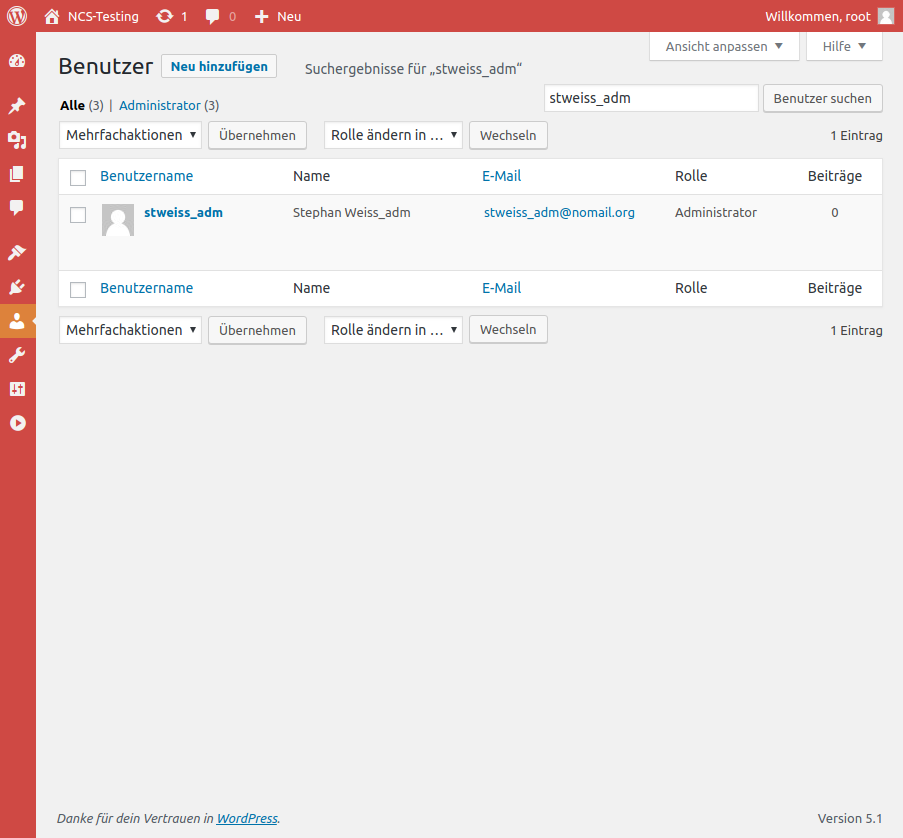 NCS-Testing 1 0 Neu Willkommen, root
Ansicht anpassen Hilfe
Benutzer Neu hinzufügen Suchergebnisse für „stweiss_adm“
Alle (3) | Administrator (3) stweiss_adm Benutzer suchen
Mehrfachaktionen Übernehmen Rolle ändern in … Wechseln 1 Eintrag
Benutzername Name E-Mail Rolle Beiträge
stweiss_adm Stephan Weiss_adm stweiss_adm@nomail.org Administrator 0
Benutzername Name E-Mail Rolle Beiträge
Mehrfachaktionen Übernehmen Rolle ändern in … Wechseln 1 Eintrag
Danke für dein Vertrauen in WordPress. Version 5.1